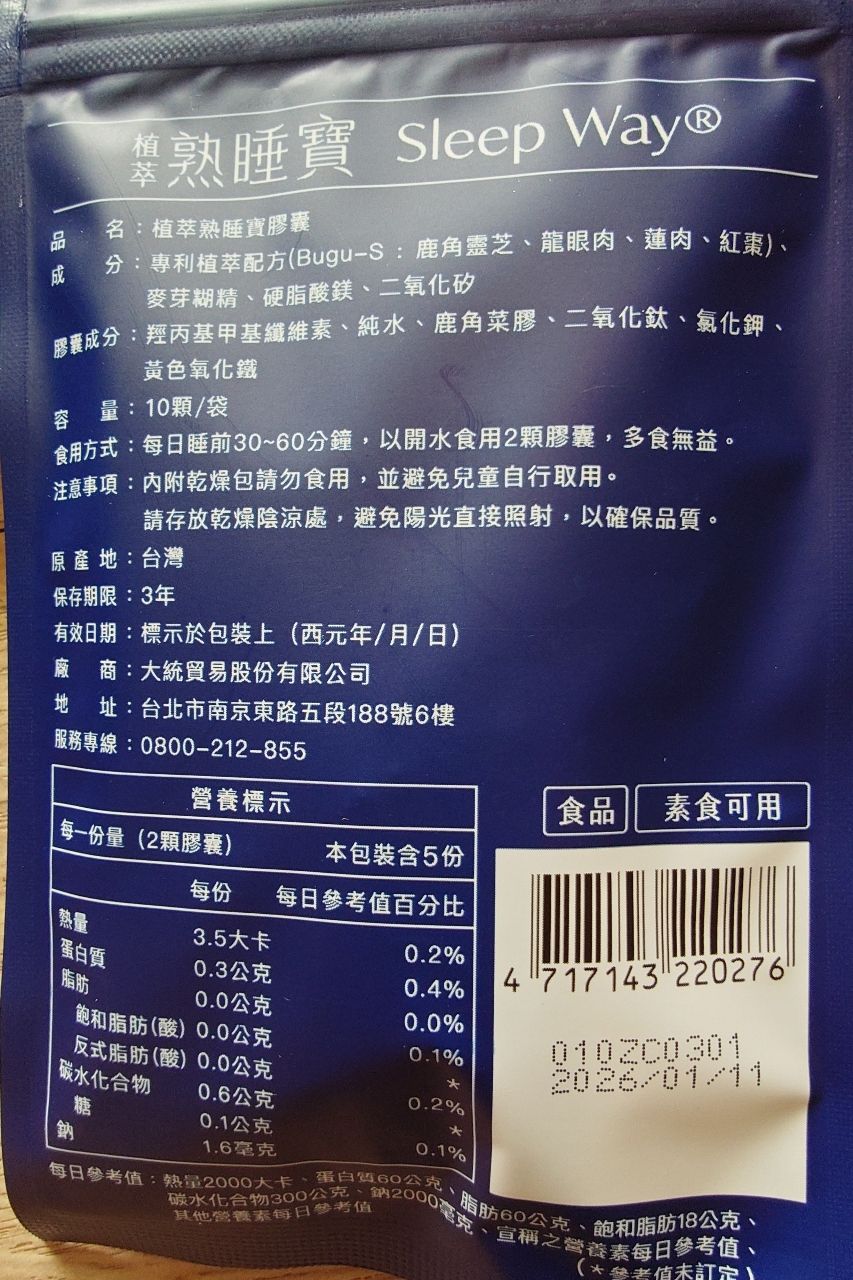 植萃 熟睡寶 Sleep Way®
品名：植萃熟睡寶膠囊
成分：專利植萃配方(Bugu-S：鹿角靈芝、龍眼肉、蓮肉、紅棗)、
麥芽糊精、硬脂酸鎂、二氧化矽
膠囊成分：羥丙基甲基纖維素、純水、鹿角菜膠、二氧化鈦、氯化鉀、
黃色氧化鐵
容量：10顆/袋
食用方式：每日睡前30~60分鐘，以開水食用2顆膠囊，多食無益。
注意事項：內附乾燥包請勿食用，並避免兒童自行取用。
請存放乾燥陰涼處，避免陽光直接照射，以確保品質。
原產地：台灣
保存期限：3年
有效日期：標示於包裝上（西元年/月/日）
廠商：大統貿易股份有限公司
地址：台北市南京東路五段188號6樓
服務專線：0800-212-855
營養標示
每一份量（2顆膠囊） 本包裝含5份
每份 每日參考值百分比
熱量 3.5大卡 0.2%
蛋白質 0.3公克 0.4%
脂肪 0.0公克 0.0%
飽和脂肪(酸) 0.0公克 0.1%
反式脂肪(酸) 0.0公克 *
碳水化合物 0.6公克 0.2%
糖 0.1公克 *
鈉 1.6毫克 0.1%
每日參考值：熱量2000大卡、蛋白質60公克、脂肪60公克、飽和脂肪18公克、
碳水化合物300公克、鈉2000毫克、宣稱之營養素每日參考值、
其他營養素每日參考值 (*參考值未訂定)
食品 素食可用
4 717143 220276
010ZC0301
2026/01/11